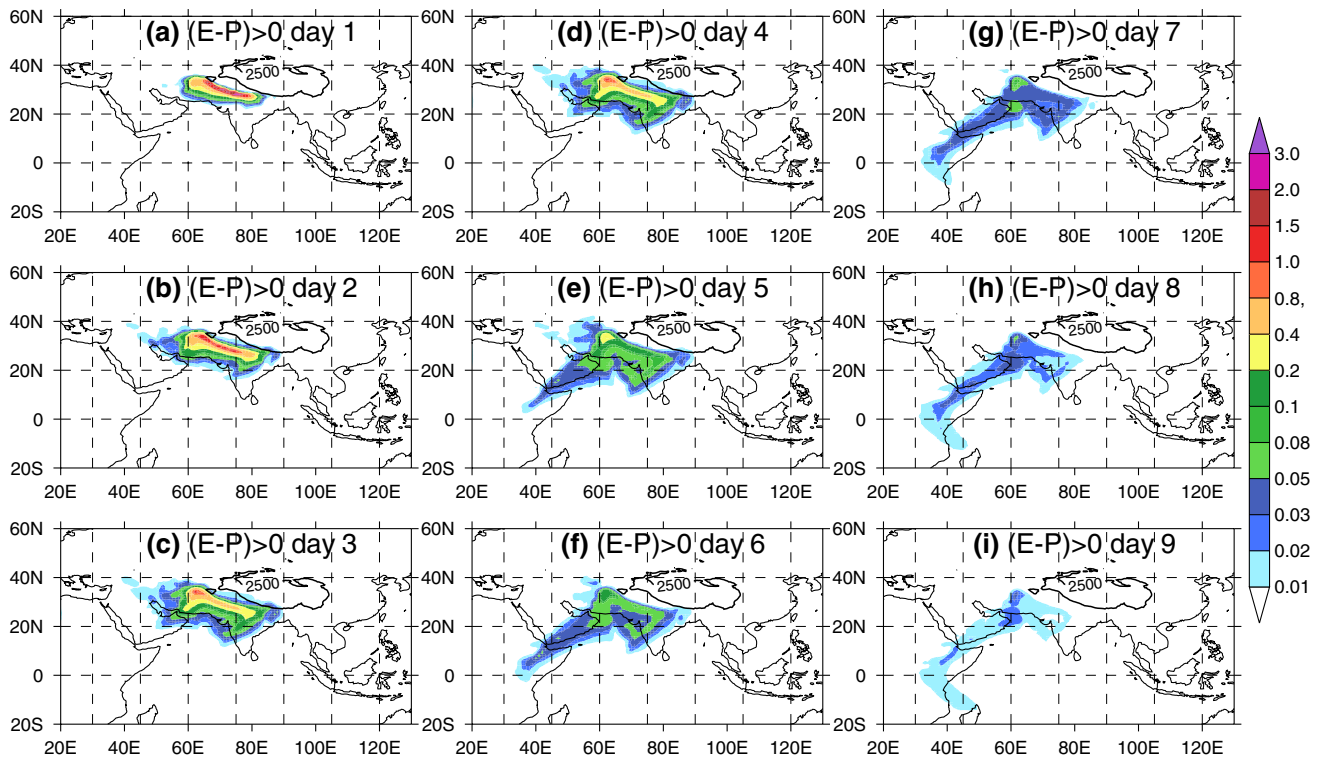 (a) (E-P)>0 day 1
60N
40N
20N
0
20S
2500
20E 40E 60E 80E 100E 120E
(d) (E-P)>0 day 4
60N
40N
20N
0
20S
2500
20E 40E 60E 80E 100E 120E
(g) (E-P)>0 day 7
60N
40N
20N
0
20S
2500
20E 40E 60E 80E 100E 120E
(b) (E-P)>0 day 2
60N
40N
20N
0
20S
2500
20E 40E 60E 80E 100E 120E
(e) (E-P)>0 day 5
60N
40N
20N
0
20S
2500
20E 40E 60E 80E 100E 120E
(h) (E-P)>0 day 8
60N
40N
20N
0
20S
2500
20E 40E 60E 80E 100E 120E
(c) (E-P)>0 day 3
60N
40N
20N
0
20S
2500
20E 40E 60E 80E 100E 120E
(f) (E-P)>0 day 6
60N
40N
20N
0
20S
2500
20E 40E 60E 80E 100E 120E
(i) (E-P)>0 day 9
60N
40N
20N
0
20S
2500
20E 40E 60E 80E 100E 120E
3.0
2.0
1.5
1.0
0.8,
0.4
0.2
0.1
0.08
0.05
0.03
0.02
0.01